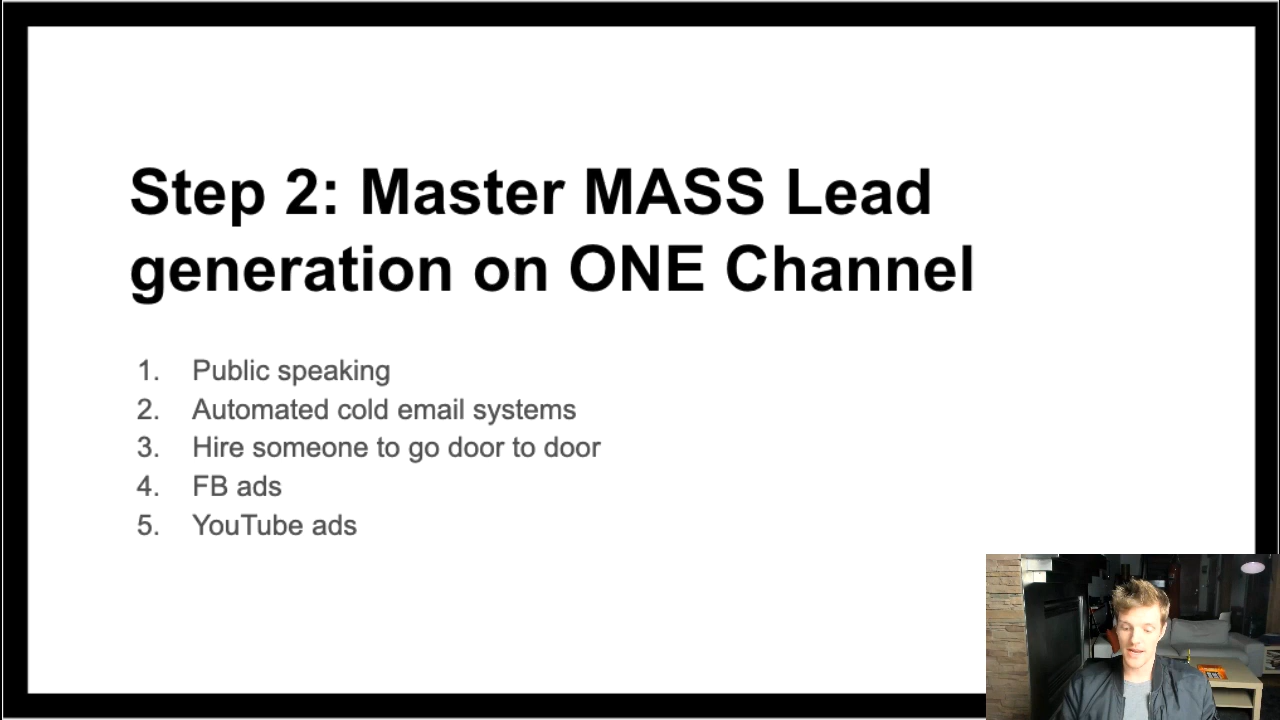 Step 2: Master MASS Lead
generation on ONE Channel
1. Public speaking
2. Automated cold email systems
3. Hire someone to go door to door
4. FB ads
5. YouTube ads